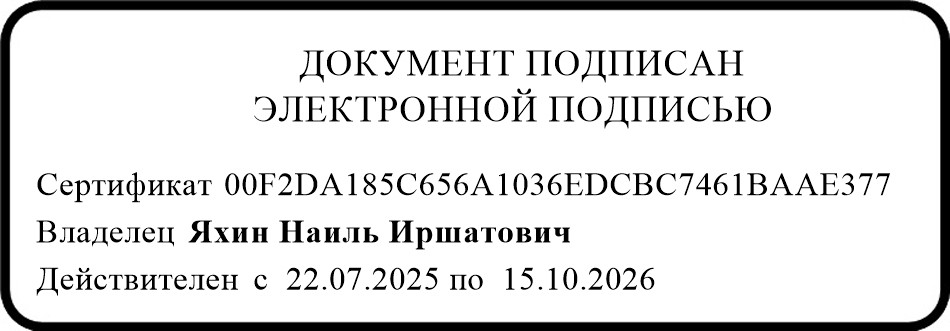 ДОКУМЕНТ ПОДПИСАН
ЭЛЕКТРОННОЙ ПОДПИСЬЮ
Сертификат 00F2DA185C656A1036EDCBC7461BAAE377
Владелец Яхин Наиль Иршатович
Действителен с 22.07.2025 по 15.10.2026